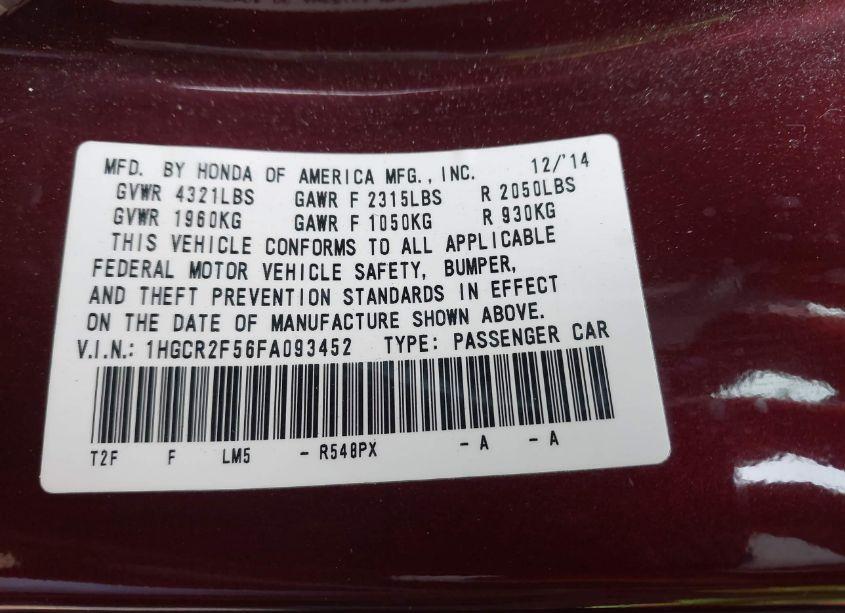 MFD. BY HONDA OF AMERICA MFG., INC. 12/'14
GVWR 4321LBS GAWR F 2315LBS R 2050LBS
GVWR 1960KG GAWR F 1050KG R 930KG
THIS VEHICLE CONFORMS TO ALL APPLICABLE
FEDERAL MOTOR VEHICLE SAFETY, BUMPER,
AND THEFT PREVENTION STANDARDS IN EFFECT
ON THE DATE OF MANUFACTURE SHOWN ABOVE.
V.I.N.: 1HGCR2F56FA093452 TYPE: PASSENGER CAR
T2F F LM5 - R548PX - A - A